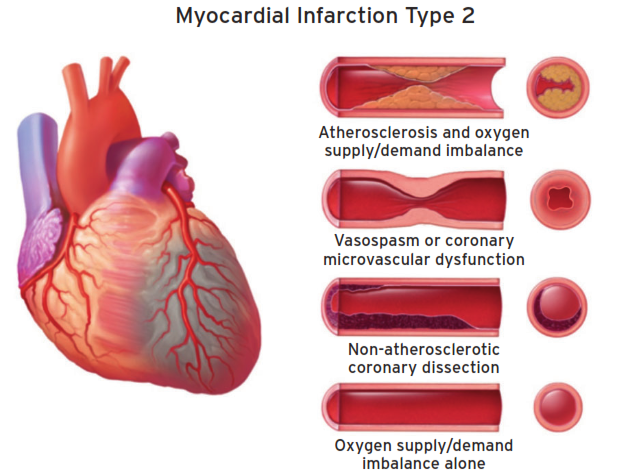 Myocardial Infarction Type 2
Atherosclerosis and oxygen
supply/demand imbalance
Vasospasm or coronary
microvascular dysfunction
Non-atherosclerotic
coronary dissection
Oxygen supply/demand
imbalance alone